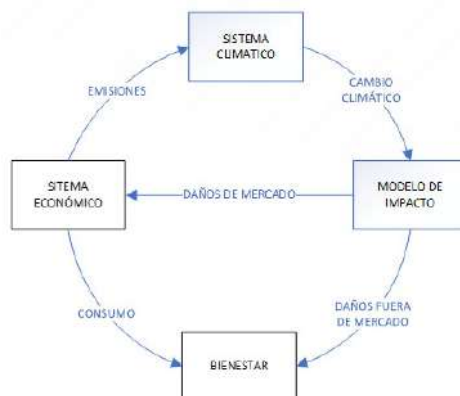 SISTEMA
CLIMATICO
EMISIONES
CAMBIO
CLIMÁTICO
SITEMA
ECONÓMICO
DAÑOS DE MERCADO
MODELO DE
IMPACTO
CONSUMO
DAÑOS FUERA
DE MERCADO
BIENESTAR